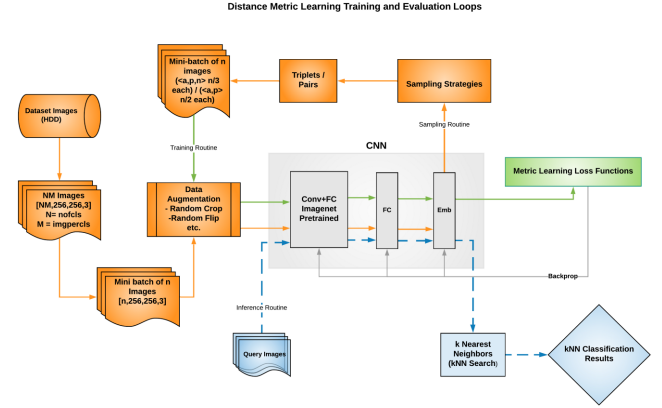 Distance Metric Learning Training and Evaluation Loops
Mini-batch of n
images
(<a,p,n> n/3
each) / (<a,p>
n/2 each)
Triplets /
Pairs
Sampling Strategies
Dataset Images
(HDD)
Sampling Routine
Training Routine
CNN
NM Images
[NM,256,256,3]
N= nofcls
M = imgpercls
Data
Augmentation
- Random Crop
-Random Flip
etc.
Conv+FC
Imagenet
Pretrained
FC
Emb
Metric Learning Loss Functions
Mini batch of n
Images
[n,256,256,3]
Backprop
Inference Routine
Query Images
k Nearest
Neighbors
(kNN Search)
kNN Classification
Results